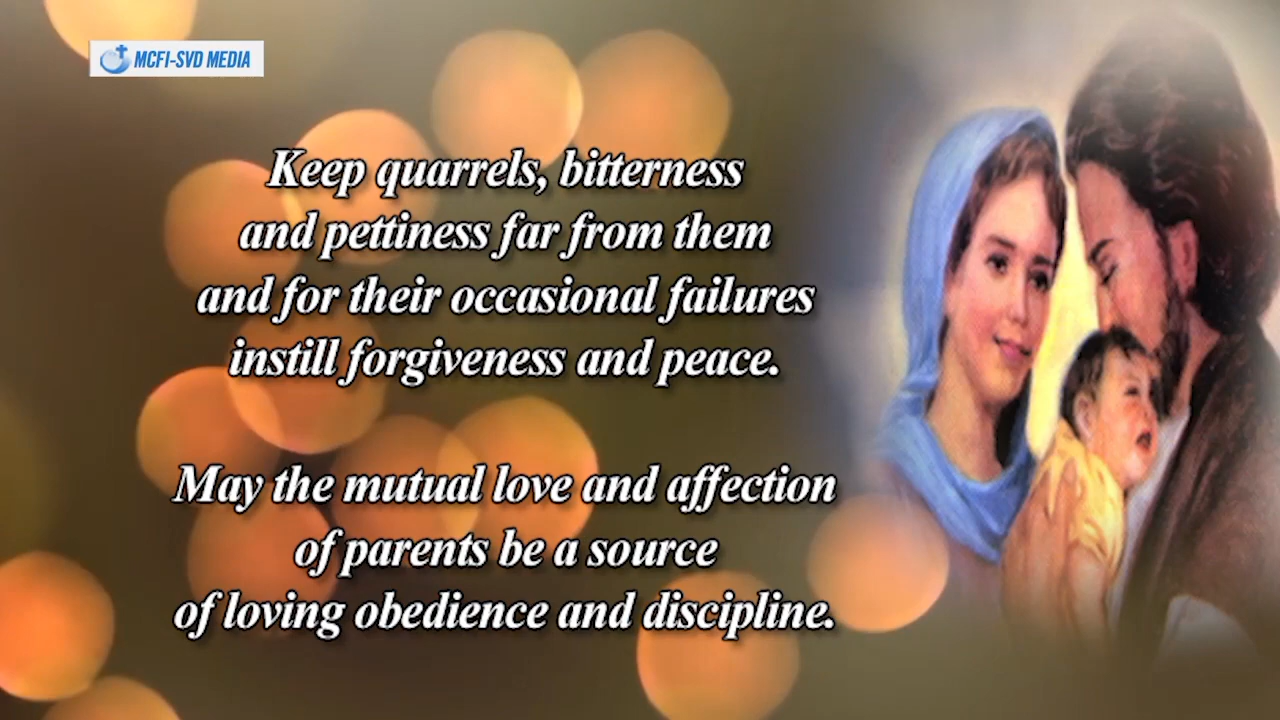 MCFI-SVD MEDIA
Keep quarrels, bitterness
and pettiness far from them
and for their occasional failures
instill forgiveness and peace.
May the mutual love and affection
of parents be a source
of loving obedience and discipline.